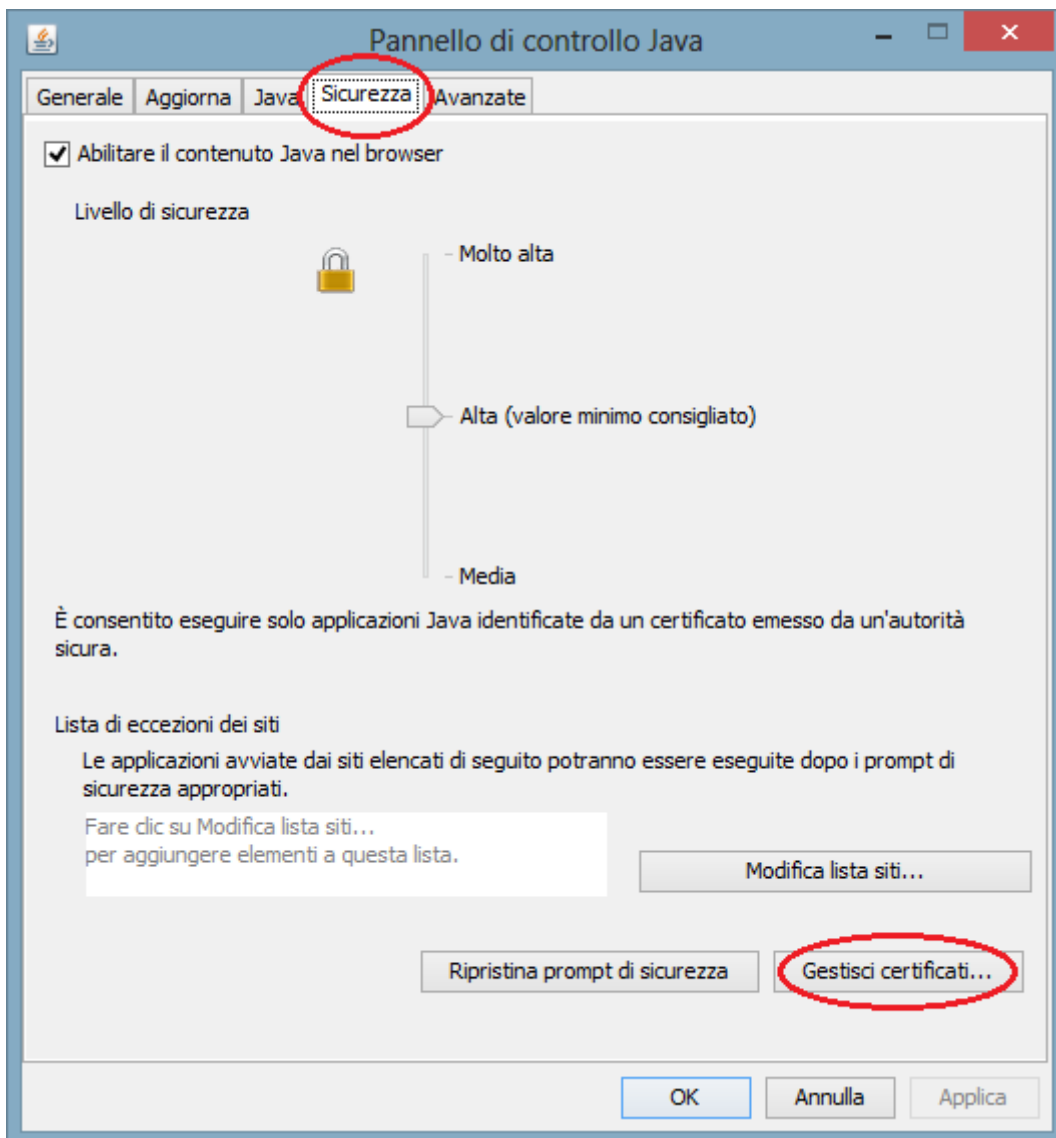 Pannello di controllo Java
Generale
Aggiorna
Java
Sicurezza
Avanzate
Abilitare il contenuto Java nel browser
Livello di sicurezza
Molto alta
Alta (valore minimo consigliato)
Media
È consentito eseguire solo applicazioni Java identificate da un certificato emesso da un'autorità
sicura.
Lista di eccezioni dei siti
Le applicazioni avviate dai siti elencati di seguito potranno essere eseguite dopo i prompt di
sicurezza appropriati.
Fare clic su Modifica lista siti...
per aggiungere elementi a questa lista.
Modifica lista siti...
Ripristina prompt di sicurezza
Gestisci certificati...
OK
Annulla
Applica